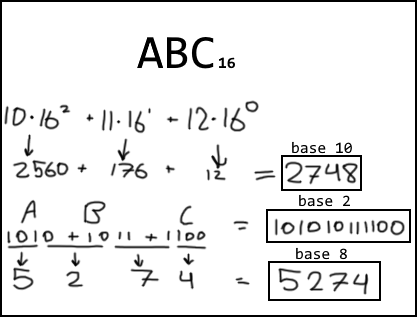 ABC₁₆
10·16² + 11·16¹ + 12·16⁰
base 10
2560 + 176 + 12 = 2748
base 2
A B C = 101010111100
1010 + 1011 + 1100
base 8
5 2 7 4 = 5274